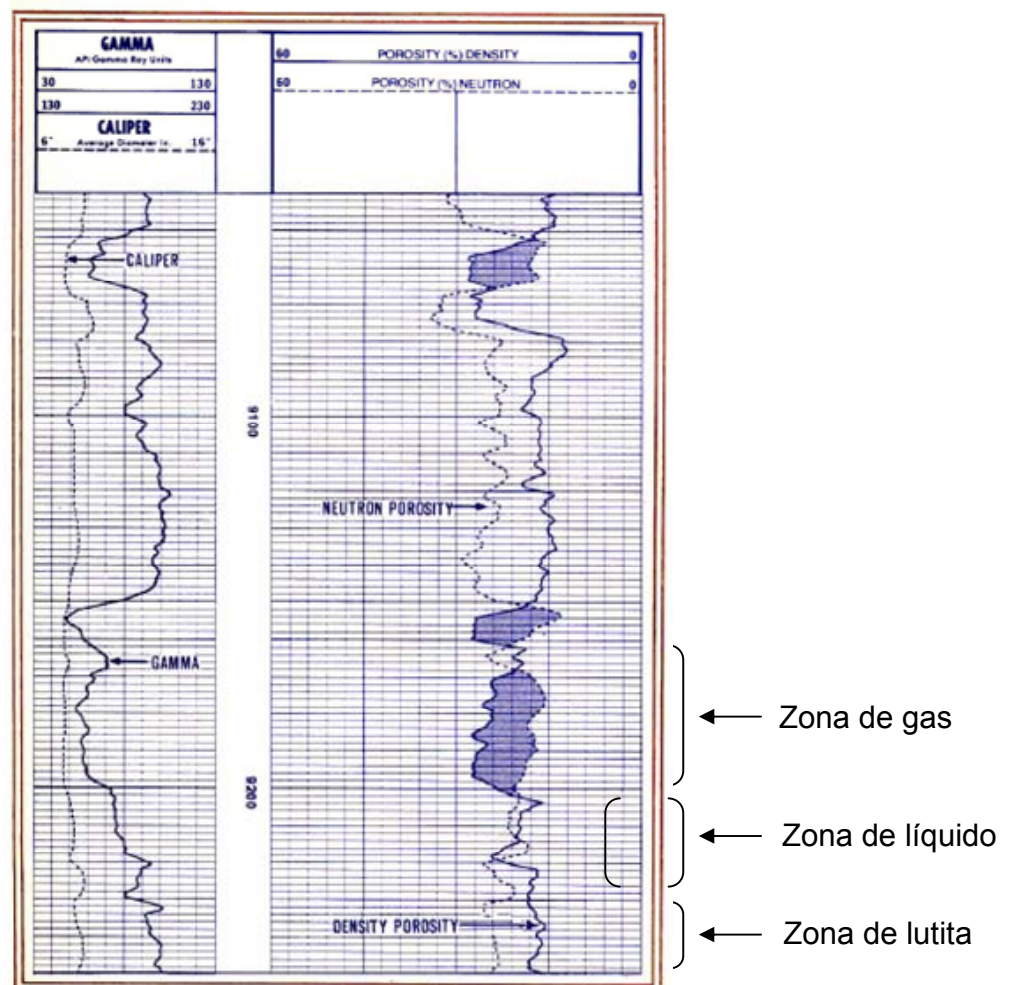 GAMMA
API Gamma Ray Units
30 130
130 230
CALIPER
6" Average Diameter In. 16"
60 POROSITY (%) DENSITY 0
60 POROSITY (%) NEUTRON 0
CALIPER
9100
NEUTRON POROSITY
GAMMA
Zona de gas
9200
Zona de líquido
DENSITY POROSITY
Zona de lutita